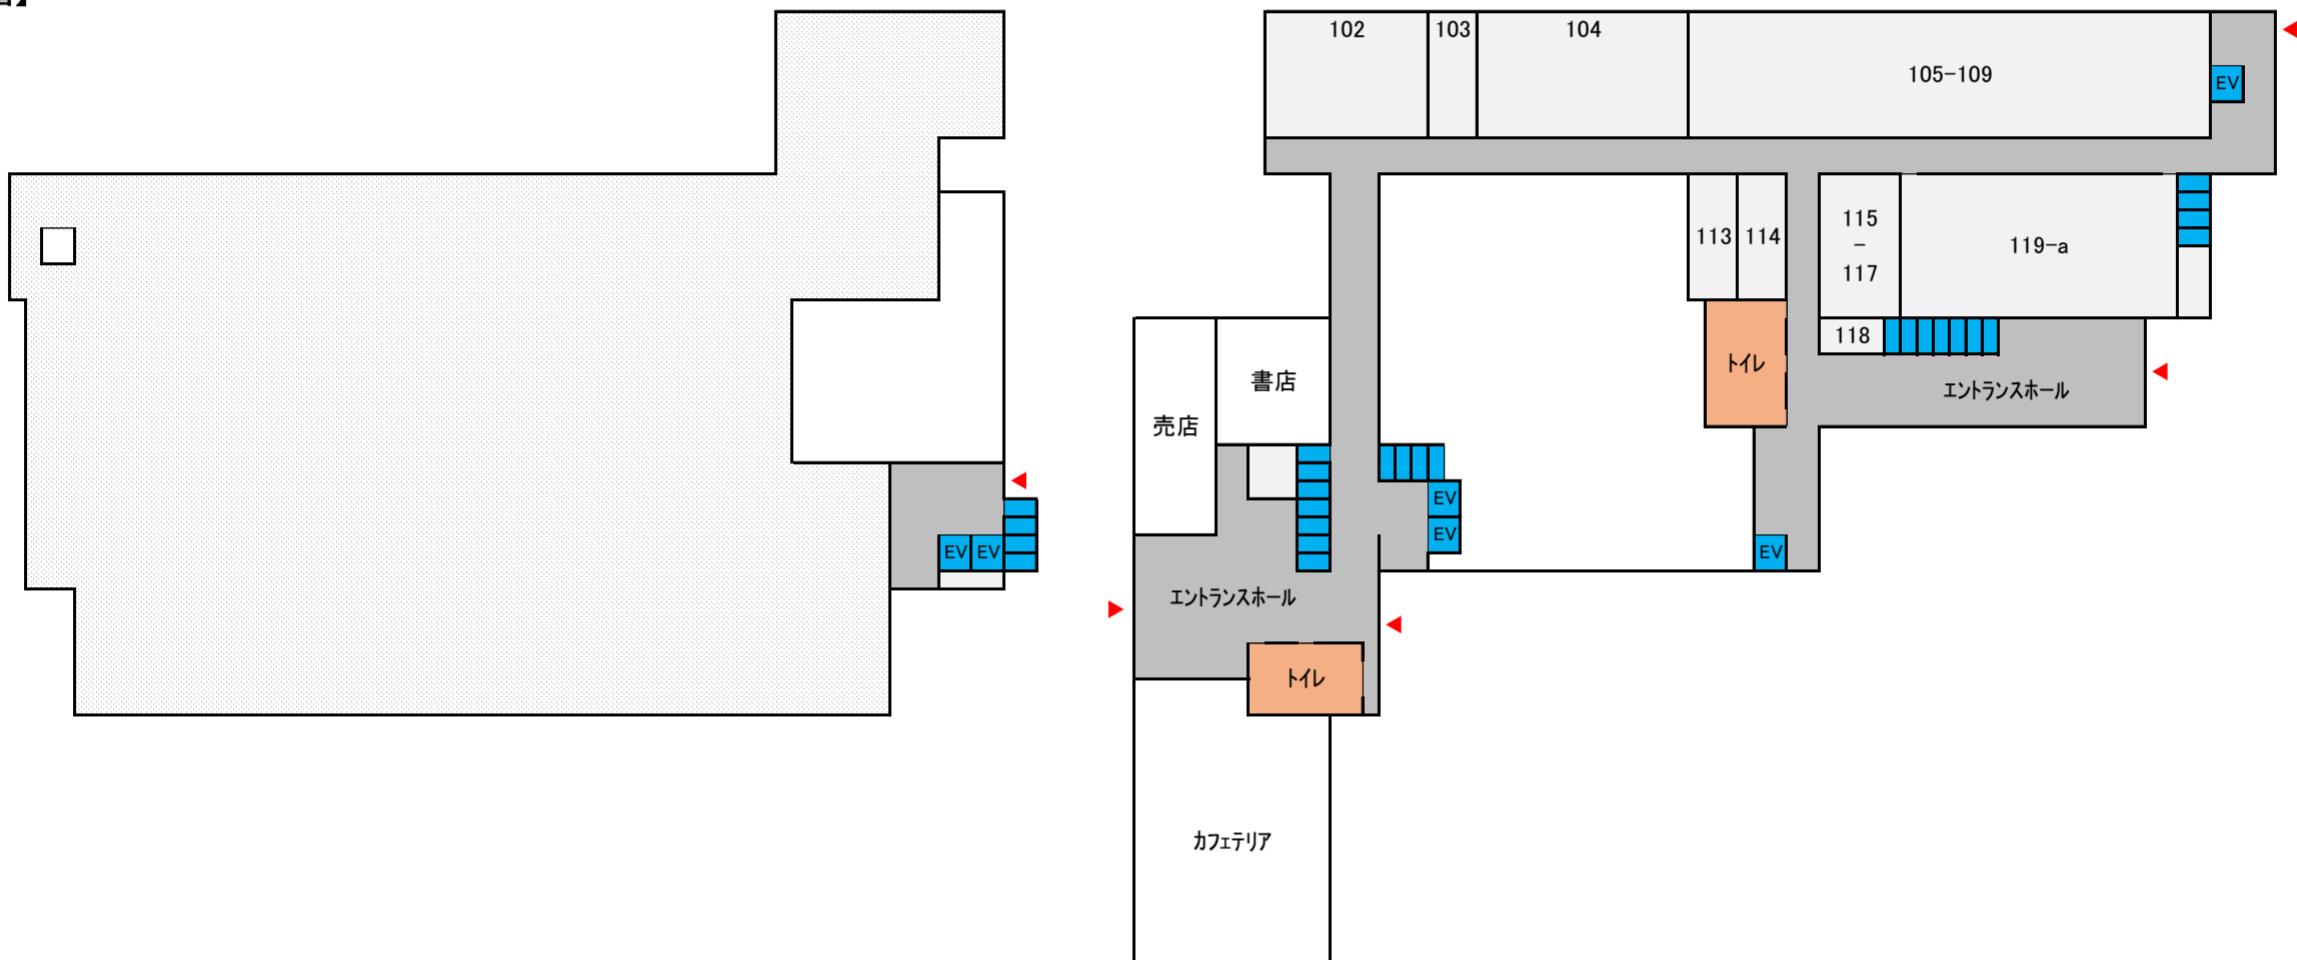 102
103
104
105-109
EV
113
114
115
-
117
119-a
118
トイレ
エントランスホール
書店
売店
EV
EV
EV
EV
EV
エントランスホール
トイレ
カフェテリア